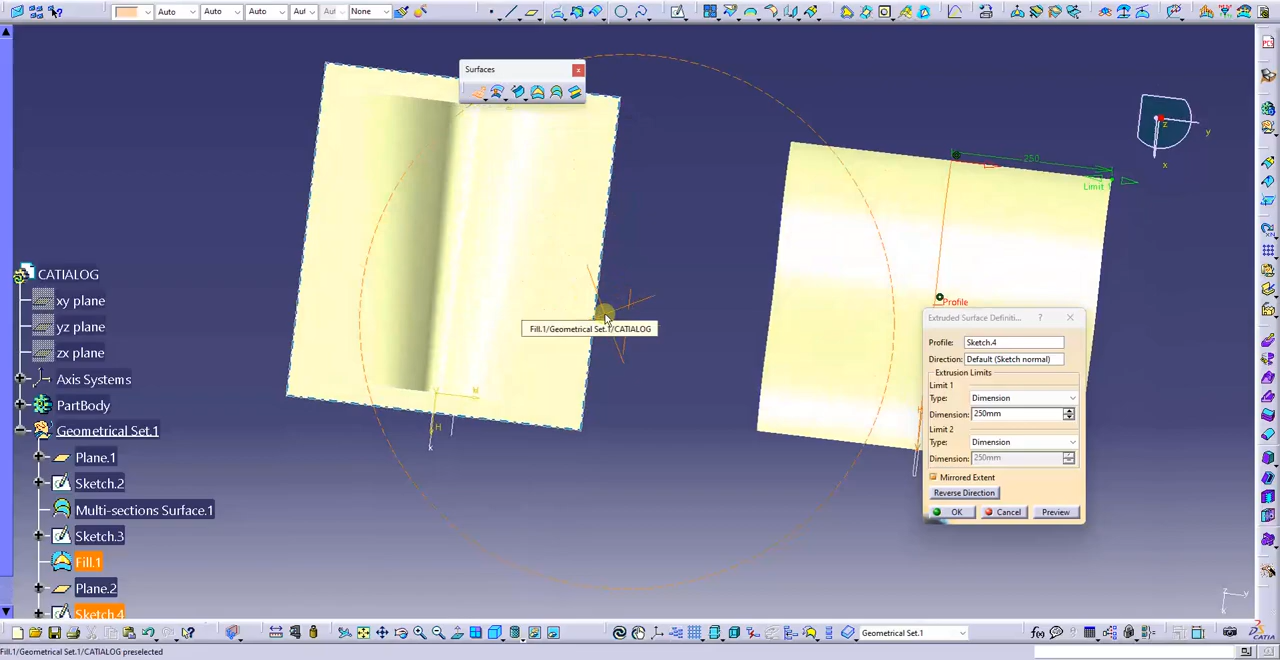 Auto
Auto
Auto
Aut
Aut
None
Surfaces
z
y
x
250
Limit 1
Profile
H
x
CATIALOG
xy plane
yz plane
zx plane
Axis Systems
PartBody
Geometrical Set.1
Plane.1
Sketch.2
Multi-sections Surface.1
Sketch.3
Fill.1
Plane.2
Sketch.4
Fill.1/Geometrical Set.1/CATIALOG
Extruded Surface Definiti... ?
Profile: Sketch.4
Direction: Default (Sketch normal)
Extrusion Limits
Limit 1
Type: Dimension
Dimension: 250mm
Limit 2
Type: Dimension
Dimension: 250mm
Mirrored Extent
Reverse Direction
OK Cancel Preview
Geometrical Set.1
f(x)
CATIA
Fill.1/Geometrical Set.1/CATIALOG preselected